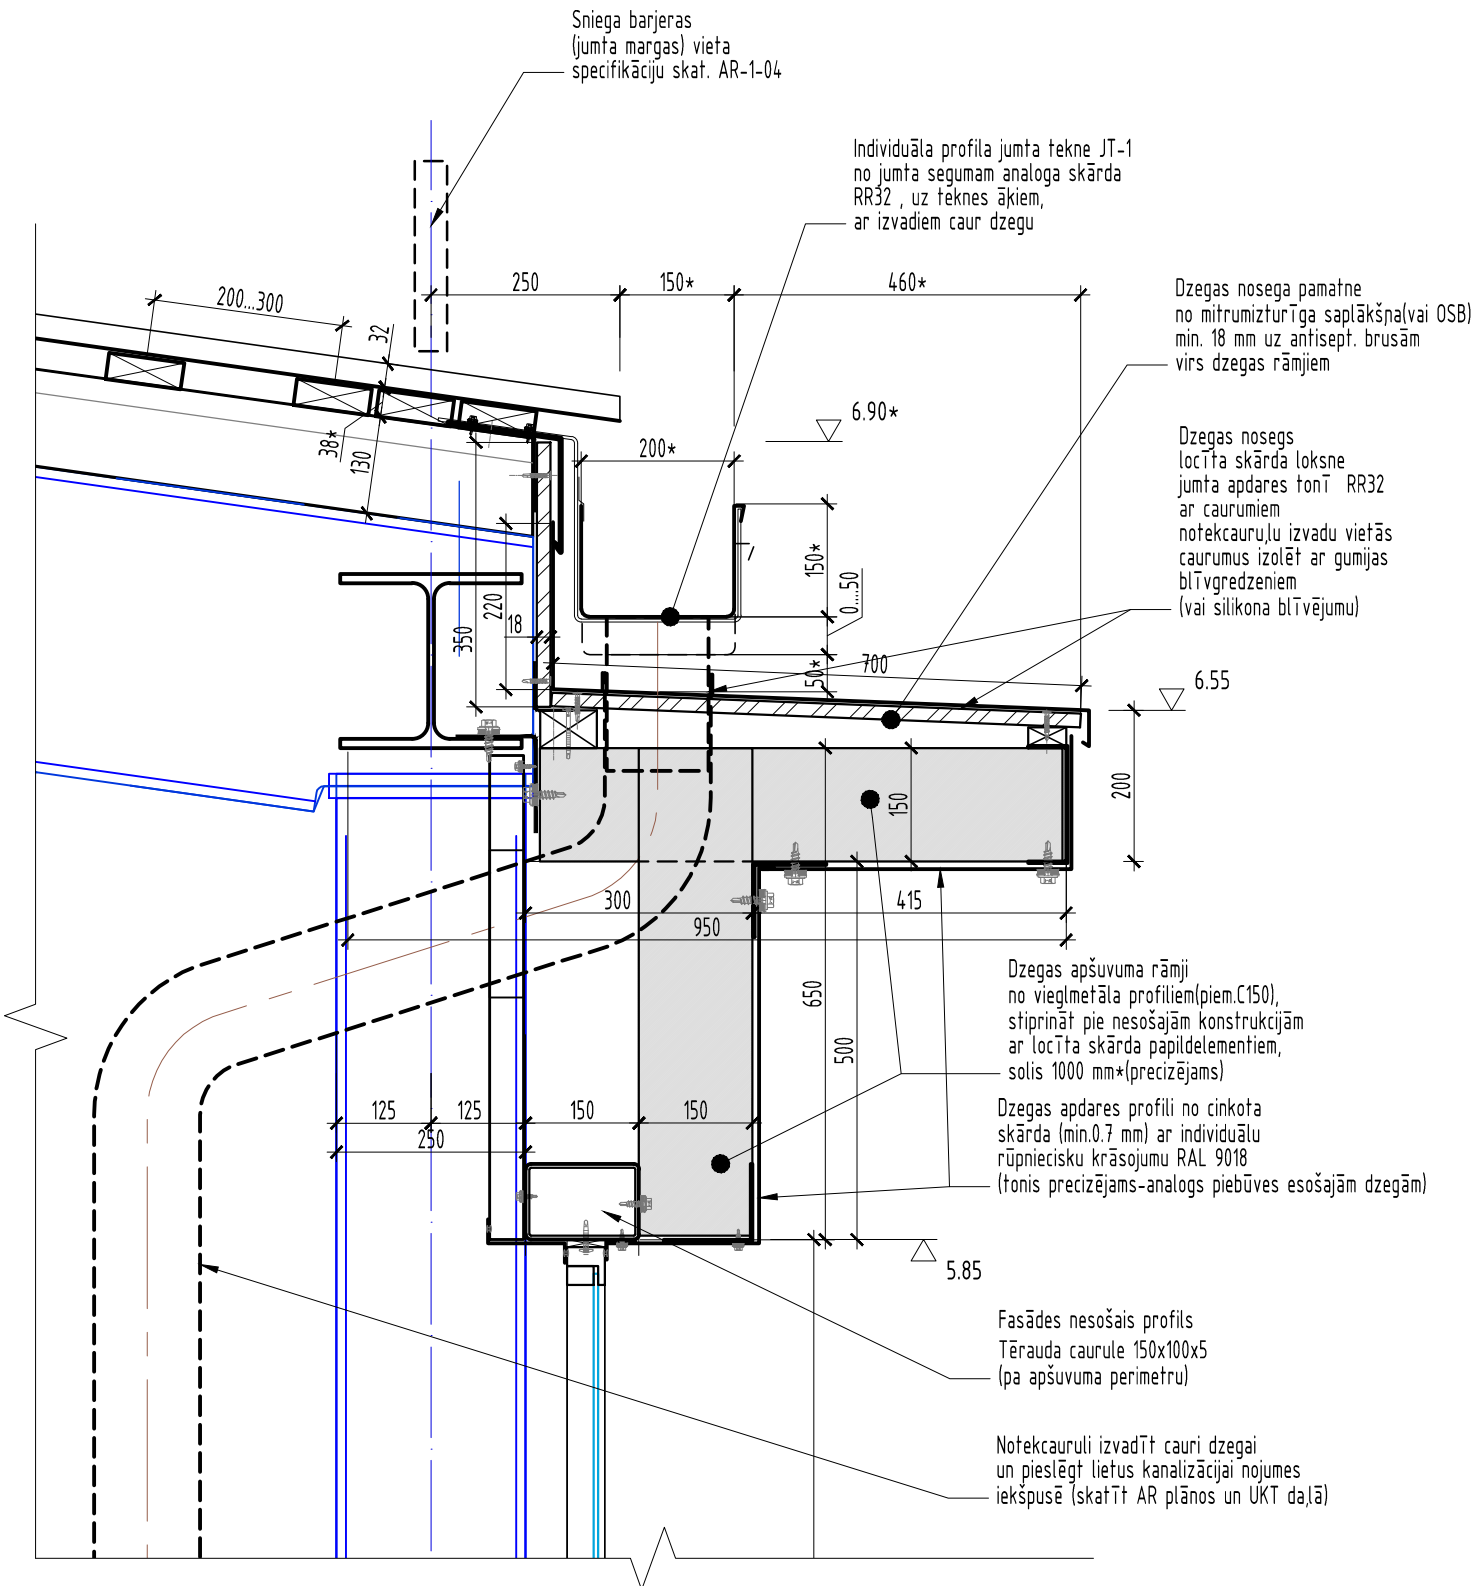 Sniega barjeras
(jumta margas) vieta
specifikāciju skat. AR-1-04
Individuāla profila jumta tekne JT-1
no jumta segumam analoga skārda
RR32 , uz teknes āķiem,
ar izvadiem caur dzegu
Dzegas nosega pamatne
no mitrumizturīga saplākšņa(vai OSB)
min. 18 mm uz antisept. brusām
virs dzegas rāmjiem
250
150*
460*
200...300
32
6.90*
38*
130
200*
Dzegas nosegs
locīta skārda loksne
jumta apdares tonī RR32
ar caurumiem
notekcauruļu izvadu vietās
caurumus izolēt ar gumijas
blīvgredzeniem
(vai silikona blīvējumu)
150*
0....50
220
350
18
50*
700
6.55
200
150
300
415
950
650
500
Dzegas apšuvuma rāmji
no vieglmetāla profiliem(piem.C150),
stiprināt pie nesošajām konstrukcijām
ar locīta skārda papildelementiem,
solis 1000 mm*(precizējams)
125
125
150
150
250
Dzegas apdares profili no cinkota
skārda (min.0.7 mm) ar individuālu
rūpniecisku krāsojumu RAL 9018
(tonis precizējams-analogs piebūves esošajām dzegām)
5.85
Fasādes nesošais profils
Tērauda caurule 150x100x5
(pa apšuvuma perimetru)
Notekcauruli izvadīt cauri dzegai
un pieslēgt lietus kanalizācijai nojumes
iekšpusē (skatīt AR plānos un UKT daļā)